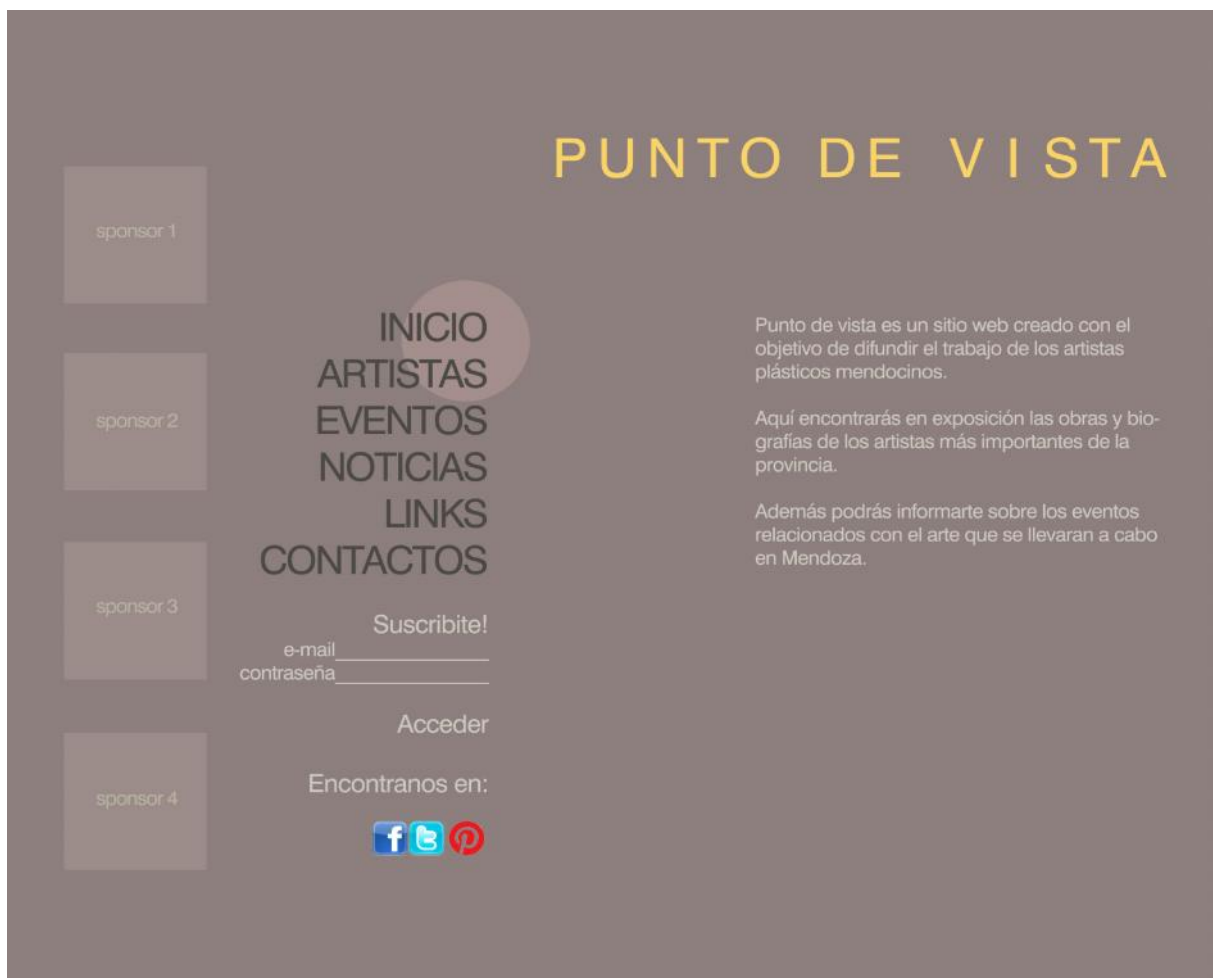 PUNTO DE VISTA
sponsor 1
sponsor 2
sponsor 3
sponsor 4
INICIO
ARTISTAS
EVENTOS
NOTICIAS
LINKS
CONTACTOS
Suscribite!
e-mail
contraseña
Acceder
Encontranos en:
Punto de vista es un sitio web creado con el
objetivo de difundir el trabajo de los artistas
plásticos mendocinos.
Aquí encontrarás en exposición las obras y bio-
grafías de los artistas más importantes de la
provincia.
Además podrás informarte sobre los eventos
relacionados con el arte que se llevaran a cabo
en Mendoza.